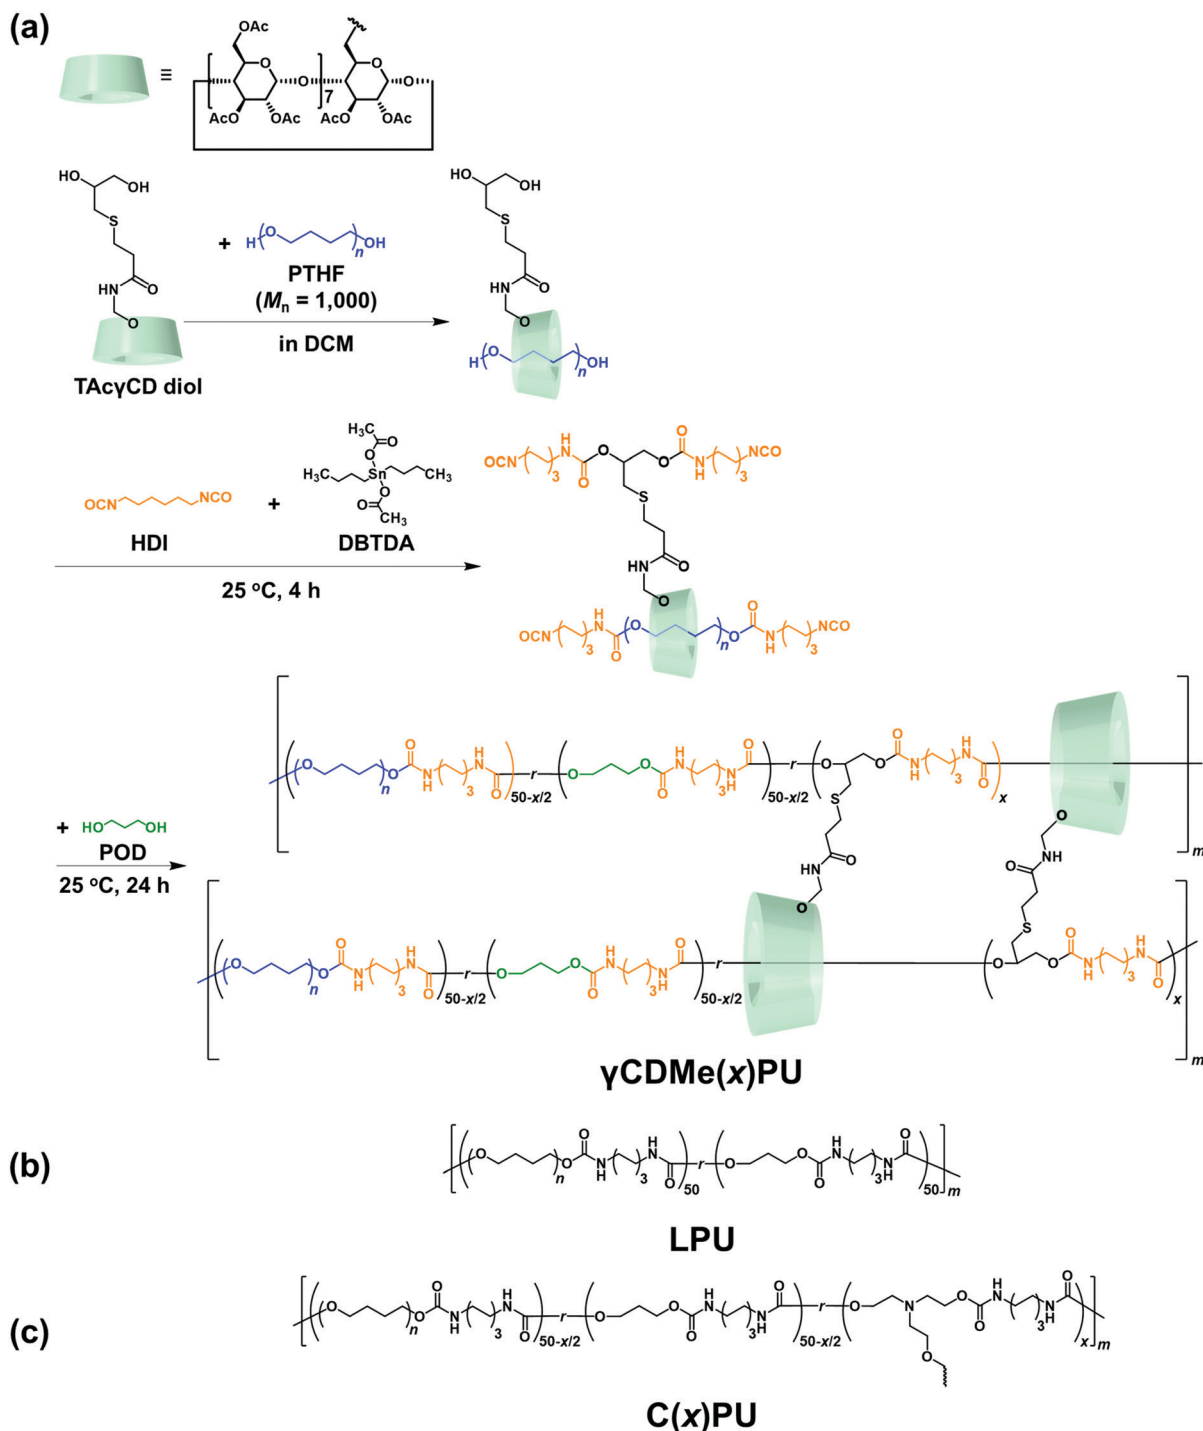 (a)
OAc
AcO
O
O
7
AcO OAc AcO OAc
≡
HO OH
S
HN O
O
TAcγCD diol
+
H(O )n OH
PTHF
(Mn = 1,000)
in DCM
HO OH
S
HN O
O
H(O )n OH
OCN NCO
HDI
+
H3C O
O
H3C Sn CH3
O
O
CH3
DBTDA
25 °C, 4 h
OCN ( )3 H N O O O O N H ( )3 NCO
S
HN O
O
OCN ( )3 H N O (O )n O O N H ( )3 NCO
+ HO OH
POD
25 °C, 24 h
[((O )n O O N H ( )3 H N O)50-x/2 r (O O O N H ( )3 H N O)50-x/2 r (O O O N H ( )3 H N O)x ]m
S
O
HN O
O
O NH
S
[((O )n O O N H ( )3 H N O)50-x/2 r (O O O N H ( )3 H N O)50-x/2 r (O O O N H ( )3 H N O)x ]m
γCDMe(x)PU
(b)
[((O )n O O N H ( )3 H N O)50 r (O O O N H ( )3 H N O)50 ]m
LPU
(c)
[((O )n O O N H ( )3 H N O)50-x/2 r (O O O N H ( )3 H N O)50-x/2 r (O N O O N H ( )3 H N O)x ]m
O
C(x)PU